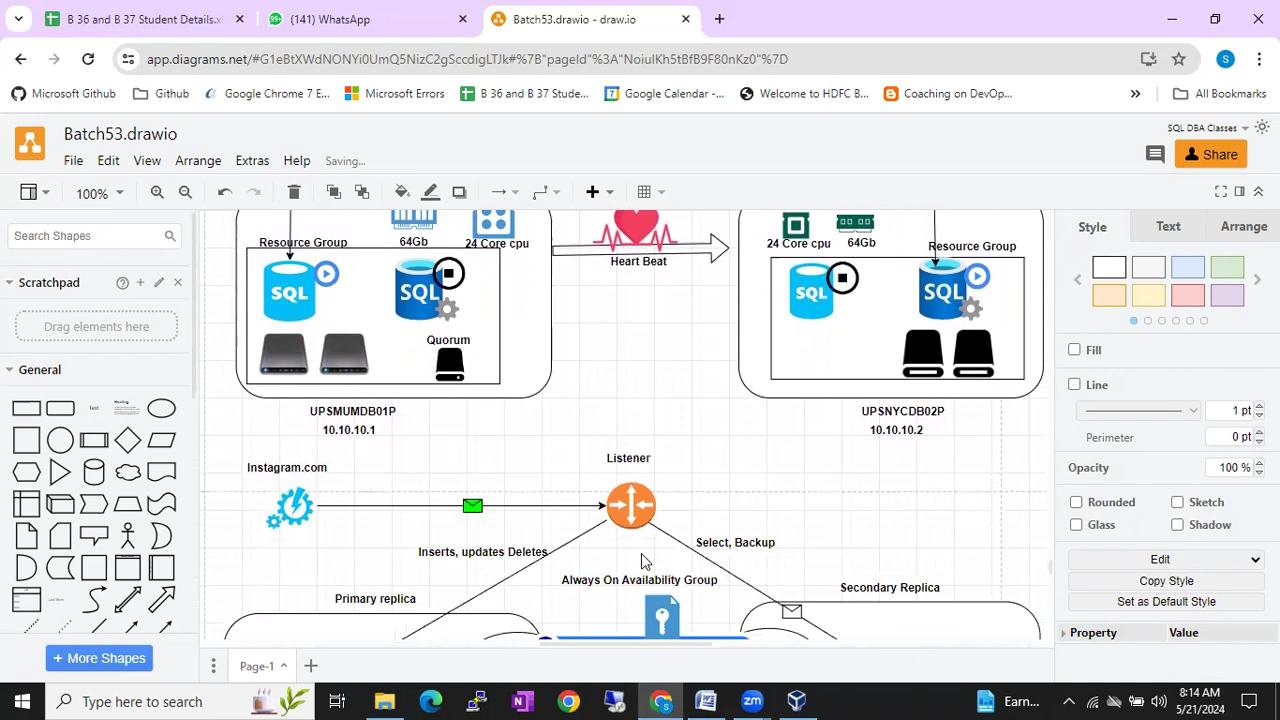 B 36 and B 37 Student Details.x
(141) WhatsApp
Batch53.drawio - draw.io
app.diagrams.net/#G1eBtXWdNONYi0UmQ5NizC2gSccdigLTJk#%7B"pageId"%3A"NoiulKh5tBfB9F80nKz0"%7D
S
Microsoft Github
Github
Google Chrome 7 E...
Microsoft Errors
B 36 and B 37 Stude...
Google Calendar -...
Welcome to HDFC B...
Coaching on DevOp...
All Bookmarks
Batch53.drawio
SQL DBA Classes
File
Edit
View
Arrange
Extras
Help
Saving...
Share
100%
Search Shapes
Scratchpad
Drag elements here
General
Text
Heading
List Item
More Shapes
64Gb
24 Core cpu
Resource Group
SQL
SQL
Quorum
UPSMUMDB01P
10.10.10.1
Heart Beat
24 Core cpu
64Gb
Resource Group
SQL
SQL
UPSNYCDB02P
10.10.10.2
Instagram.com
Listener
Inserts, updates Deletes
Select, Backup
Always On Availability Group
Primary replica
Secondary Replica
Style
Text
Arrange
Fill
Line
1 pt
Perimeter
0 pt
Opacity
100 %
Rounded
Sketch
Glass
Shadow
Edit
Copy Style
Set as Default Style
Property
Value
Page-1
Type here to search
Earn...
8:14 AM
5/21/2024